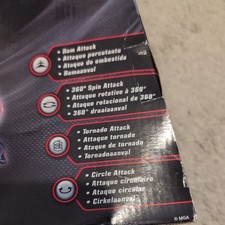 • Ram Attack
• Attaque percutante
• Ataque de embestida
• Ramaanval
• 360° Spin Attack
• Attaque rotative à 360°
• Ataque rotacional de 360°
• 360° draaiaanval
• Tornado Attack
• Attaque tornade
• Ataque de tornado
• Tornadoaanval
• Circle Attack
• Attaque circulaire
• Ataque circular
• Cirkelaanval
© MGA